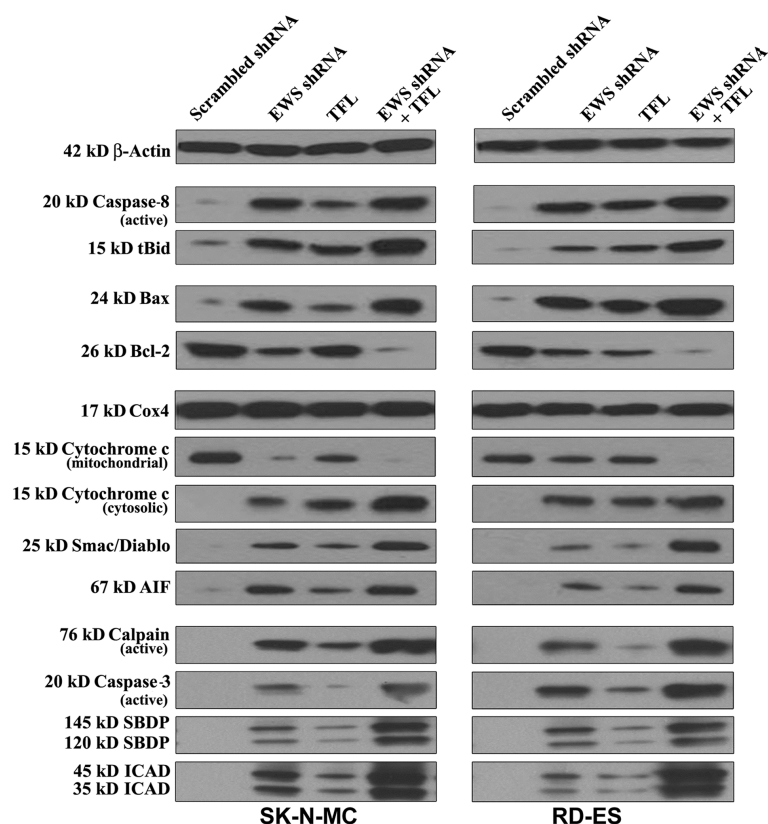 Scrambled shRNA
EWS shRNA
TFL
EWS shRNA
+ TFL
Scrambled shRNA
EWS shRNA
TFL
EWS shRNA
+ TFL
42 kD β-Actin
20 kD Caspase-8
(active)
15 kD tBid
24 kD Bax
26 kD Bcl-2
17 kD Cox4
15 kD Cytochrome c
(mitochondrial)
15 kD Cytochrome c
(cytosolic)
25 kD Smac/Diablo
67 kD AIF
76 kD Calpain
(active)
20 kD Caspase-3
(active)
145 kD SBDP
120 kD SBDP
45 kD ICAD
35 kD ICAD
SK-N-MC
RD-ES